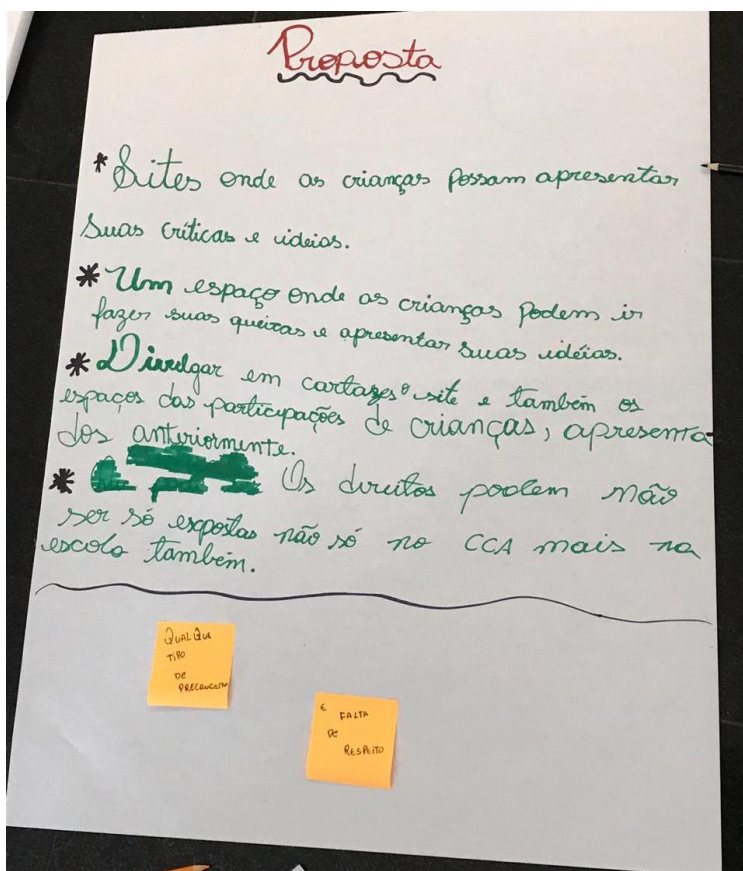 Proposta
* Sites onde as crianças possam apresentar
suas críticas e ideias.
* Um espaço onde as crianças podem ir
fazer suas queixas e apresentar suas idéias.
* Divulgar em cartazes site e também os
espaços das participações de crianças, apresenta
dos anteriormente.
* Os direitos podem não
ser só expostas não só no CCA mais na
escola também.
QUALQUE
TIPO
DE
PRECONCEITO
E FALTA
DE
RESPEITO